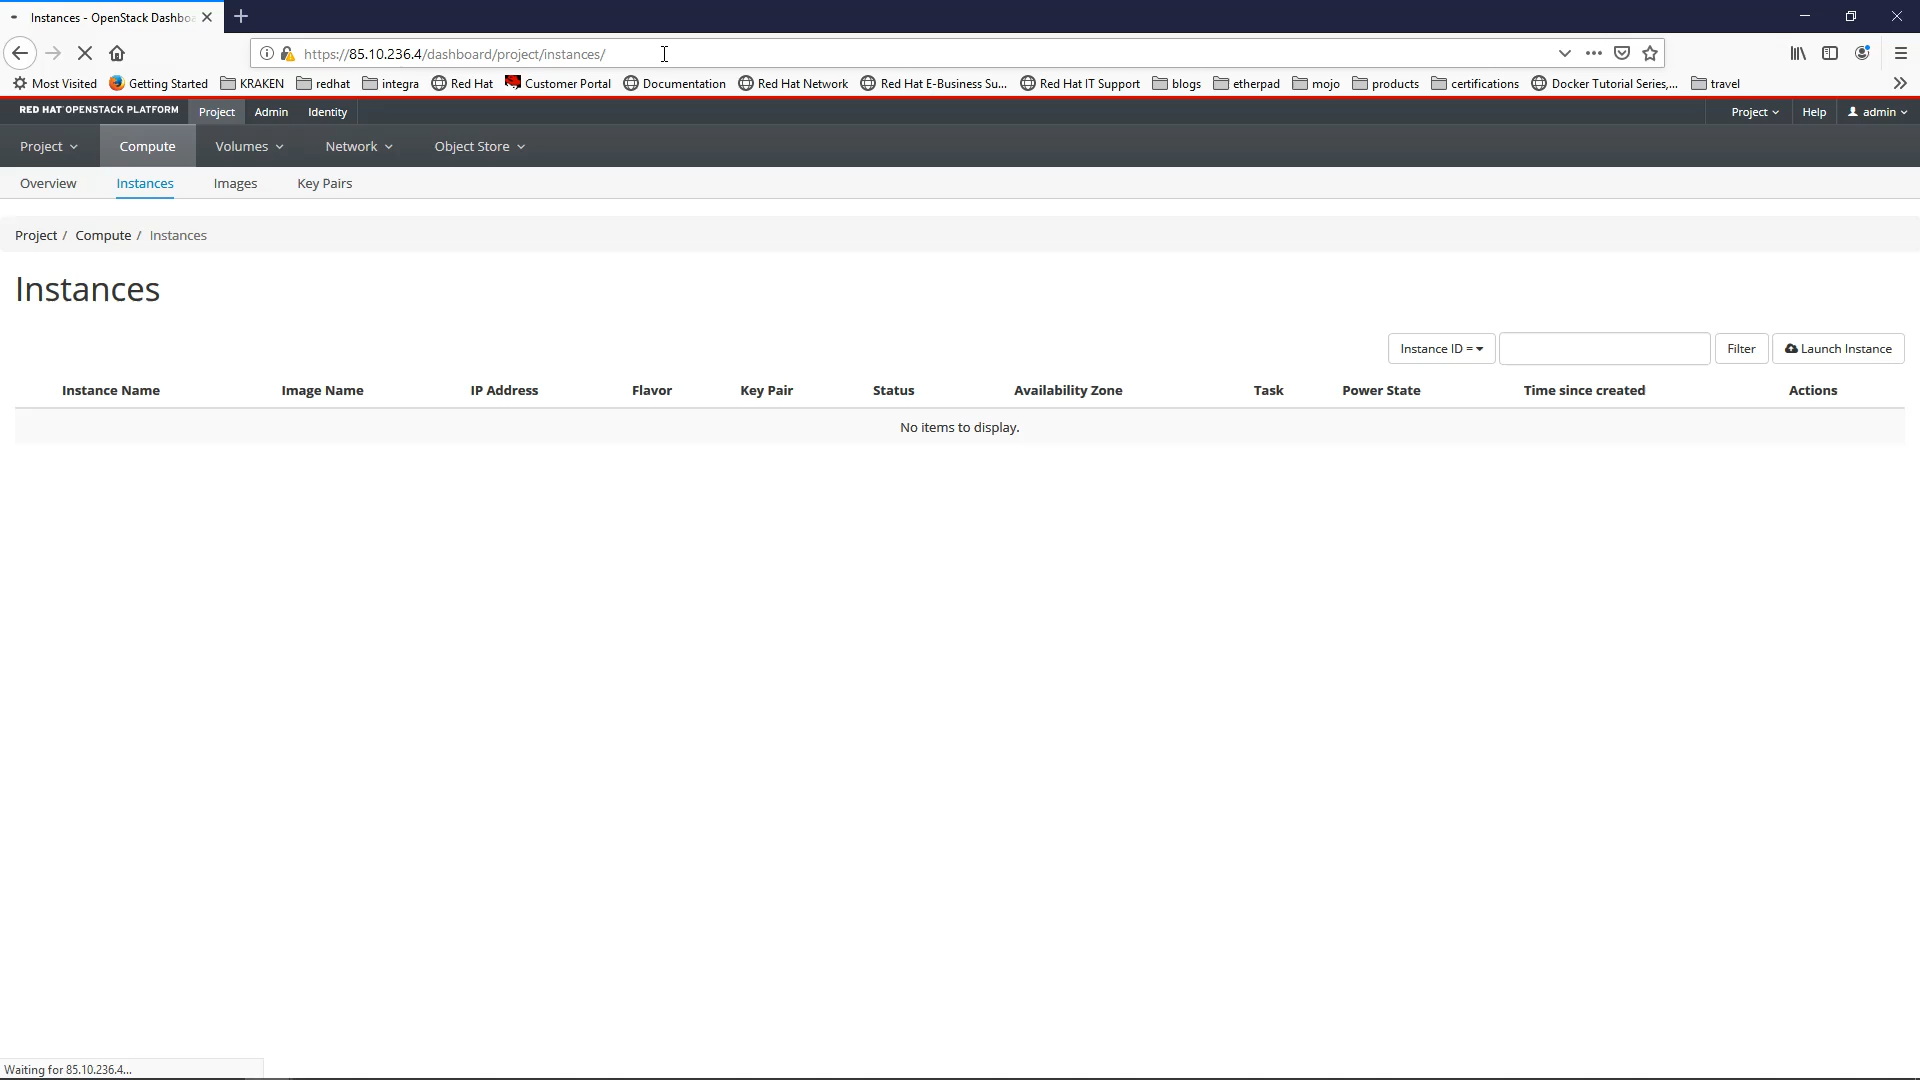 Instances - OpenStack Dashbo
https://85.10.236.4/dashboard/project/instances/
Most Visited Getting Started KRAKEN redhat integra Red Hat Customer Portal Documentation Red Hat Network Red Hat E-Business Su... Red Hat IT Support blogs etherpad mojo products certifications Docker Tutorial Series,... travel
RED HAT OPENSTACK PLATFORM Project Admin Identity Project Help admin
Project Compute Volumes Network Object Store
Overview Instances Images Key Pairs
Project / Compute / Instances
Instances
Instance ID = Filter Launch Instance
Instance Name Image Name IP Address Flavor Key Pair Status Availability Zone Task Power State Time since created Actions
No items to display.
Waiting for 85.10.236.4...